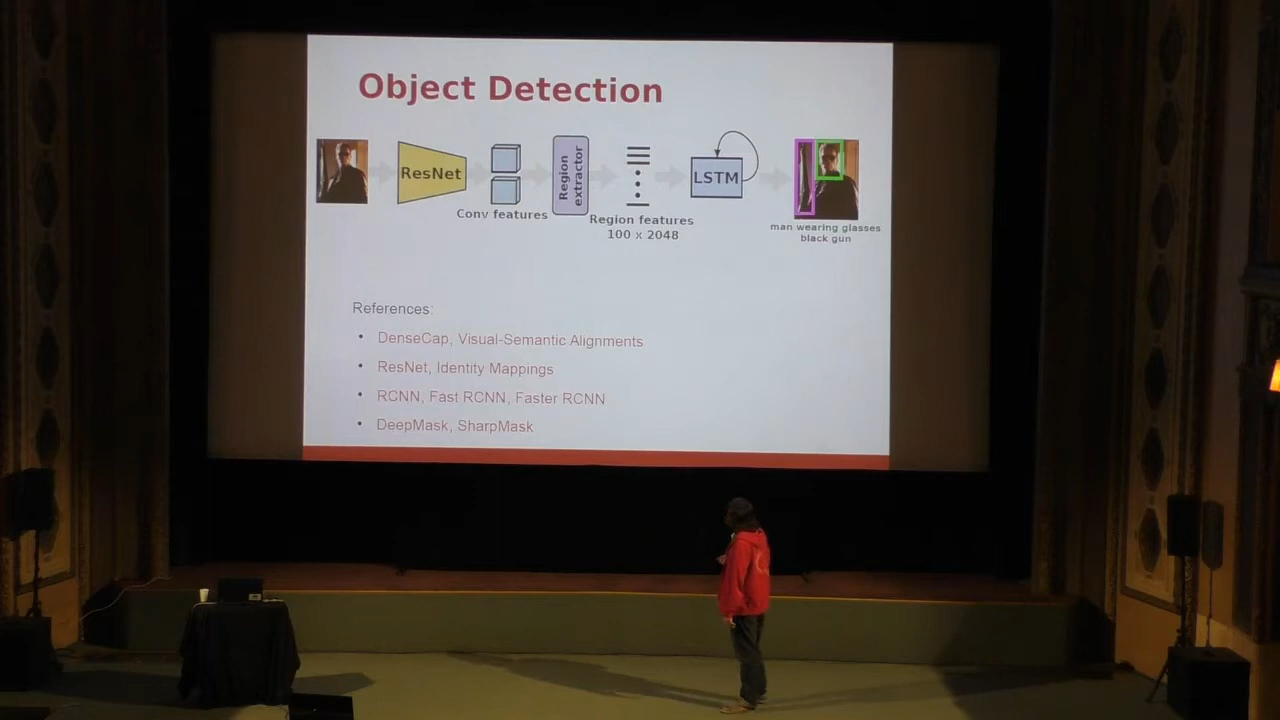 Object Detection
ResNet
Conv features
Region extractor
Region features
100 x 2048
LSTM
man wearing glasses
black gun
References:
• DenseCap, Visual-Semantic Alignments
• ResNet, Identity Mappings
• RCNN, Fast RCNN, Faster RCNN
• DeepMask, SharpMask